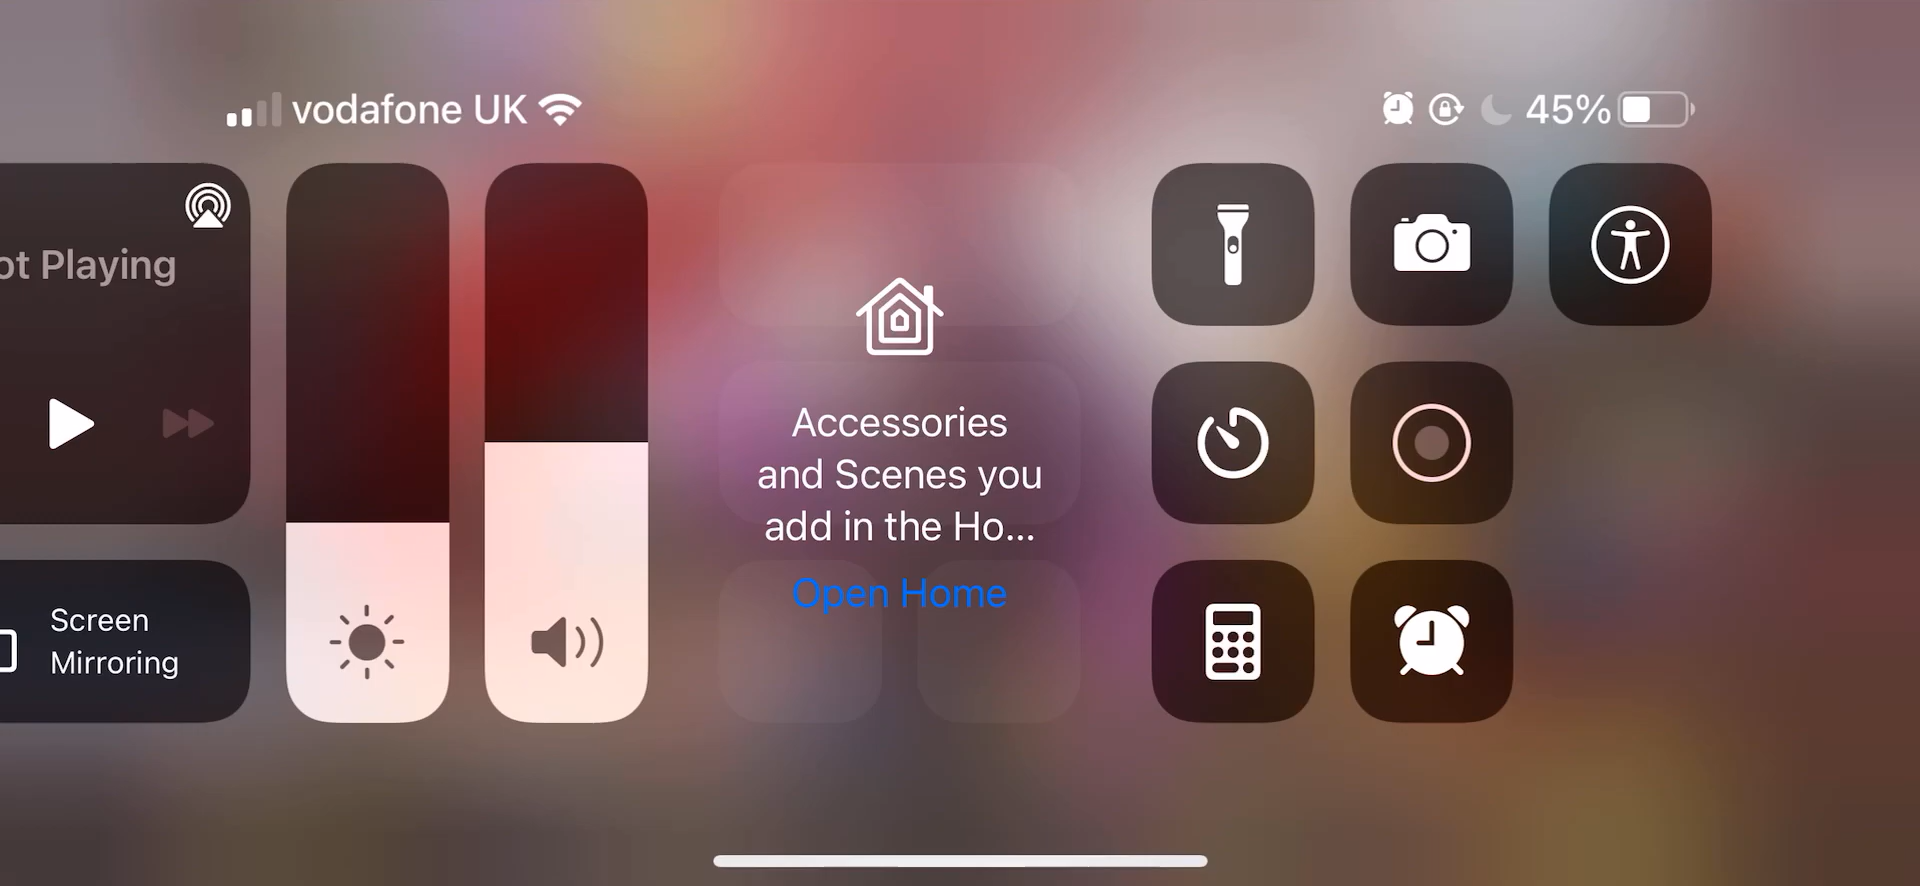 vodafone UK
45%
ot Playing
Accessories
and Scenes you
add in the Ho...
Open Home
Screen
Mirroring